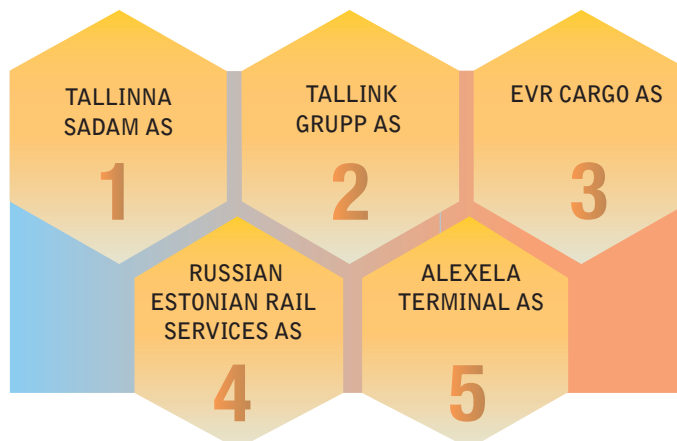 TALLINNA
SADAM AS
1
TALLINK
GRUPP AS
2
EVR CARGO AS
3
RUSSIAN
ESTONIAN RAIL
SERVICES AS
4
ALEXELA
TERMINAL AS
5